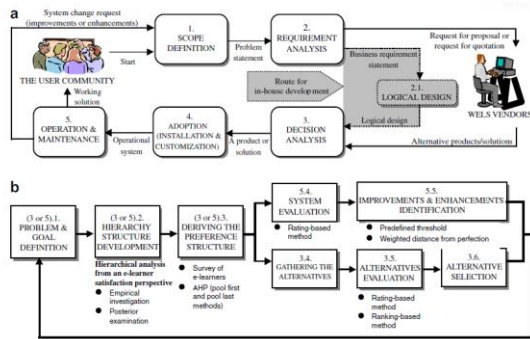 a
System change request
(improvements or enhancements)
1.
SCOPE
DEFINITION
2.
REQUIREMENT
ANALYSIS
Start
Problem
statement
Request for proposal or
request for quotation
THE USER COMMUNITY
Business requirement
statement
Route for
in-house development
2.1.
LOGICAL DESIGN
WELS VENDORS
Working
solution
5.
OPERATION &
MAINTENANCE
Operational
system
4.
ADOPTION
(INSTALLATION &
CUSTOMIZATION)
A product or
solution
3.
DECISION
ANALYSIS
Logical design
Alternative products/solutions
b
(3 or 5).1.
PROBLEM &
GOAL
DEFINITION
(3 or 5).2.
HIERARCHY
STRUCTURE
DEVELOPMENT
(3 or 5).3.
DERIVING THE
PREFERENCE
STRUCTURE
5.4.
SYSTEM
EVALUATION
5.5.
IMPROVEMENTS & ENHANCEMENTS
IDENTIFICATION
• Rating-based
method
• Predefined threshold
• Weighted distance from perfection
Hierarchical analysis
from an e-learner
satisfaction perspective
• Empirical
investigation
• Posterior
examination
• Survey of
e-learners
• AHP (pool first
and pool last
methods)
3.4.
GATHERING THE
ALTERNATIVES
3.5.
ALTERNATIVES
EVALUATION
3.6.
ALTERNATIVE
SELECTION
• Rating-based
method
• Ranking-based
method